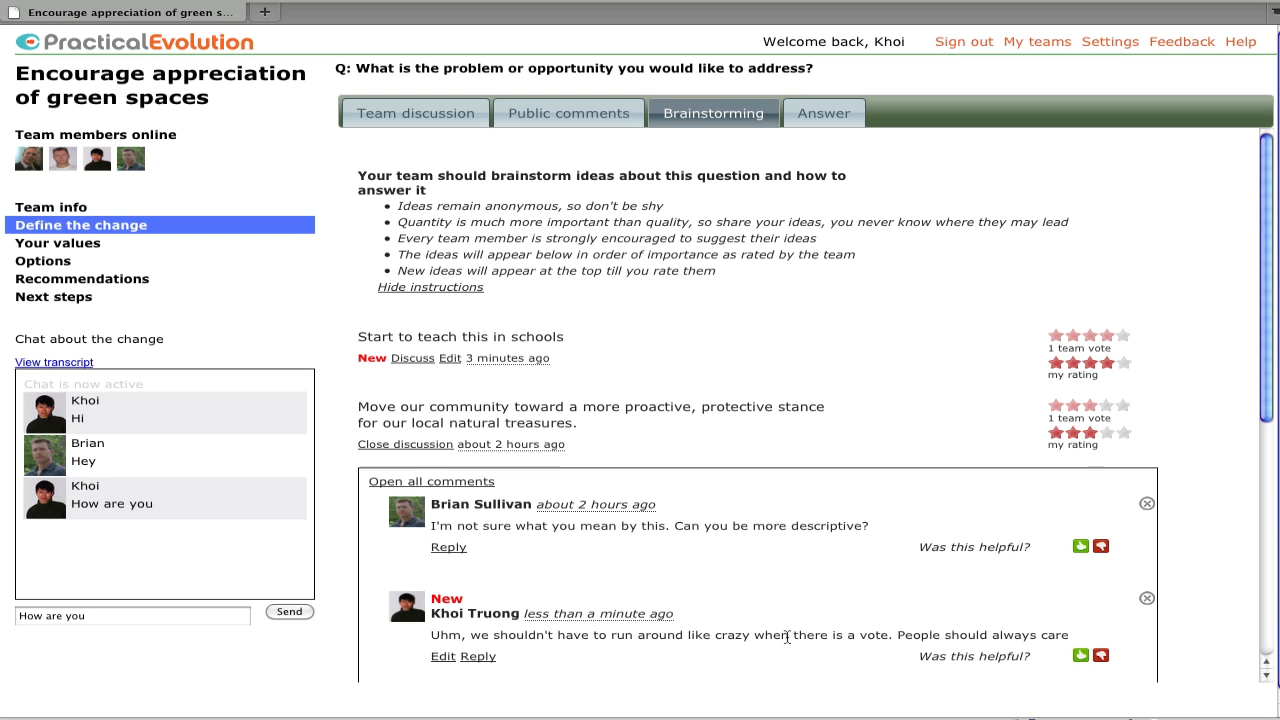 Encourage appreciation of green s...
PracticalEvolution
Welcome back, Khoi
Sign out My teams Settings Feedback Help
Encourage appreciation
of green spaces
Team members online
Team info
Define the change
Your values
Options
Recommendations
Next steps
Chat about the change
View transcript
Chat is now active
Khoi
Hi
Brian
Hey
Khoi
How are you
How are you
Send
Q: What is the problem or opportunity you would like to address?
Team discussion
Public comments
Brainstorming
Answer
Your team should brainstorm ideas about this question and how to
answer it
• Ideas remain anonymous, so don't be shy
• Quantity is much more important than quality, so share your ideas, you never know where they may lead
• Every team member is strongly encouraged to suggest their ideas
• The ideas will appear below in order of importance as rated by the team
• New ideas will appear at the top till you rate them
Hide instructions
Start to teach this in schools
New Discuss Edit 3 minutes ago
1 team vote
my rating
Move our community toward a more proactive, protective stance
for our local natural treasures.
Close discussion about 2 hours ago
1 team vote
my rating
Open all comments
Brian Sullivan about 2 hours ago
I'm not sure what you mean by this. Can you be more descriptive?
Reply
Was this helpful?
New
Khoi Truong less than a minute ago
Uhm, we shouldn't have to run around like crazy when there is a vote. People should always care
Edit Reply
Was this helpful?